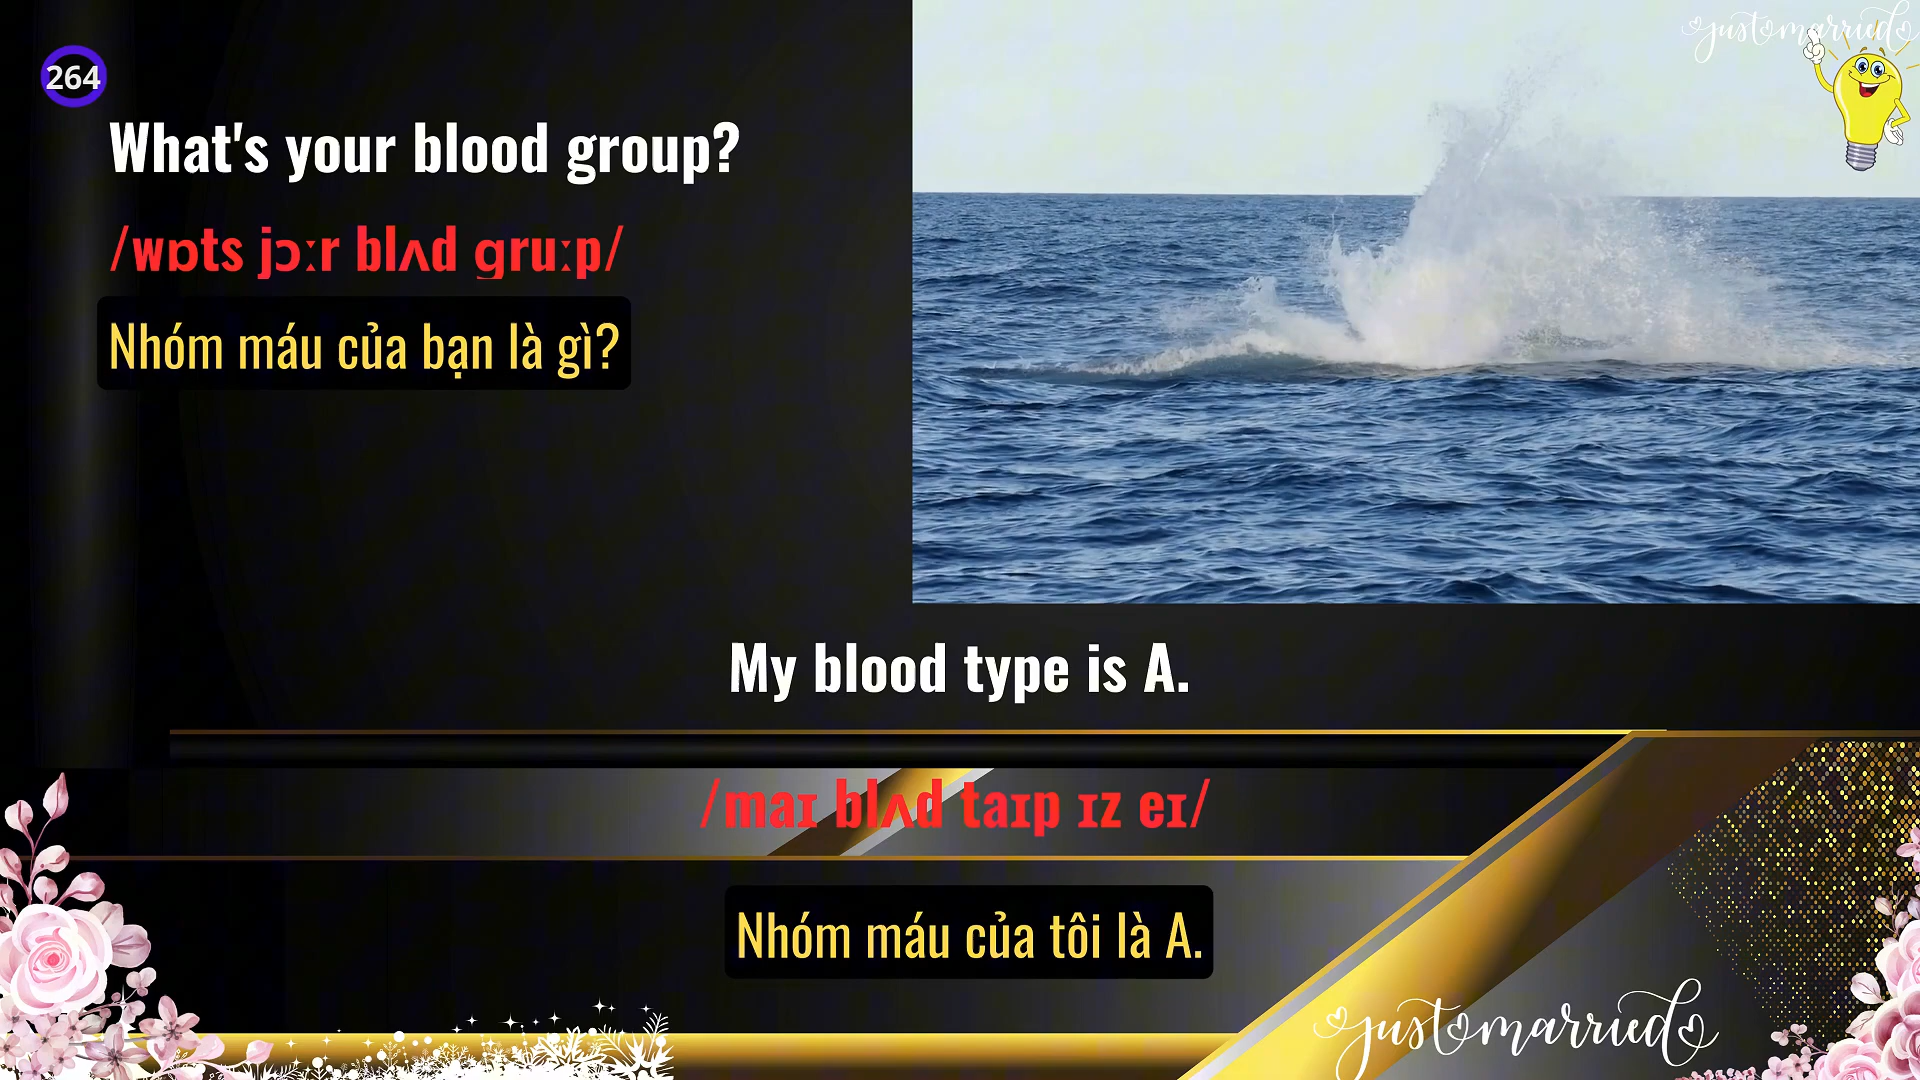 justmarried
264
What's your blood group?
/wɒts jɔːr blʌd ɡruːp/
Nhóm máu của bạn là gì?
My blood type is A.
/maɪ blʌd taɪp ɪz eɪ/
Nhóm máu của tôi là A.
justmarried